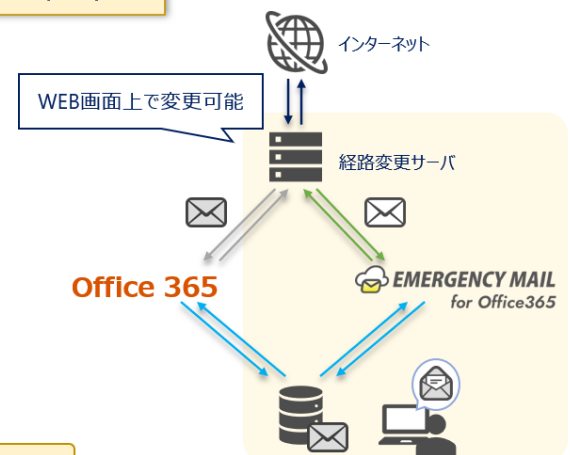 インターネット
WEB画面上で変更可能
経路変更サーバ
Office 365
EMERGENCY MAIL
for Office365